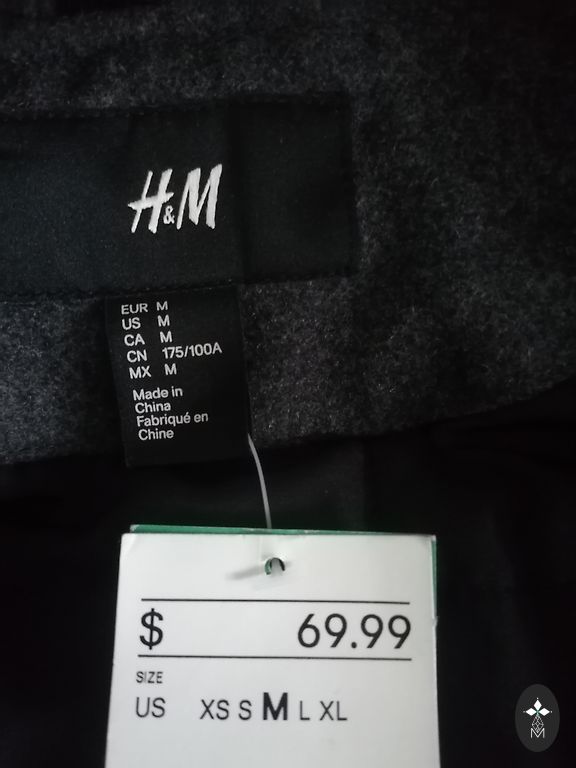 H&M
EUR M
US M
CA M
CN 175/100A
MX M
Made in
China
Fabriqué en
Chine
$ 69.99
SIZE
US XS S M L XL
M